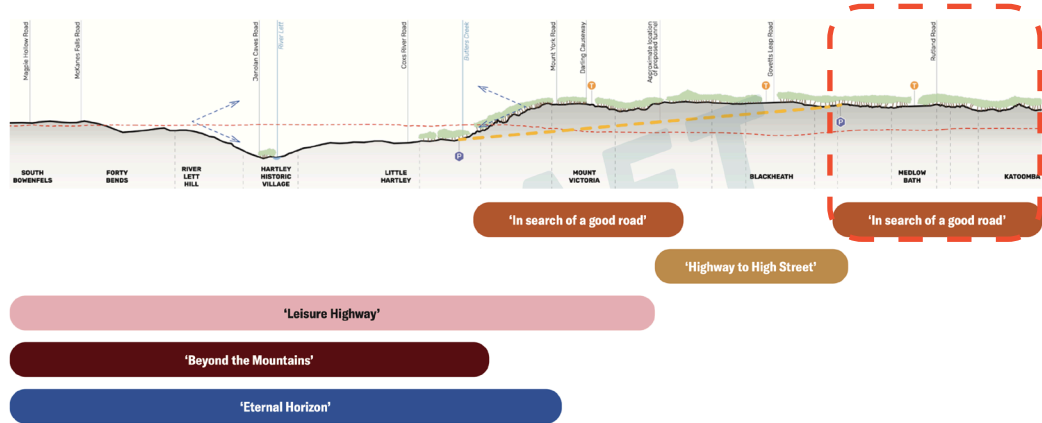 Magpie Hollow Road
McKanes Falls Road
Jenolan Caves Road
River Lett
Coxs River Road
Butlers Creek
Mount York Road
Darling Causeway
Approximate location
of proposed tunnel
Govetts Leap Road
Rutland Road
T
T
T
P
P
SOUTH
BOWENFELS
FORTY
BENDS
RIVER
LETT
HILL
HARTLEY
HISTORIC
VILLAGE
LITTLE
HARTLEY
MOUNT
VICTORIA
BLACKHEATH
MEDLOW
BATH
KATOOMBA
‘In search of a good road’
‘In search of a good road’
‘Highway to High Street’
‘Leisure Highway’
‘Beyond the Mountains’
‘Eternal Horizon’